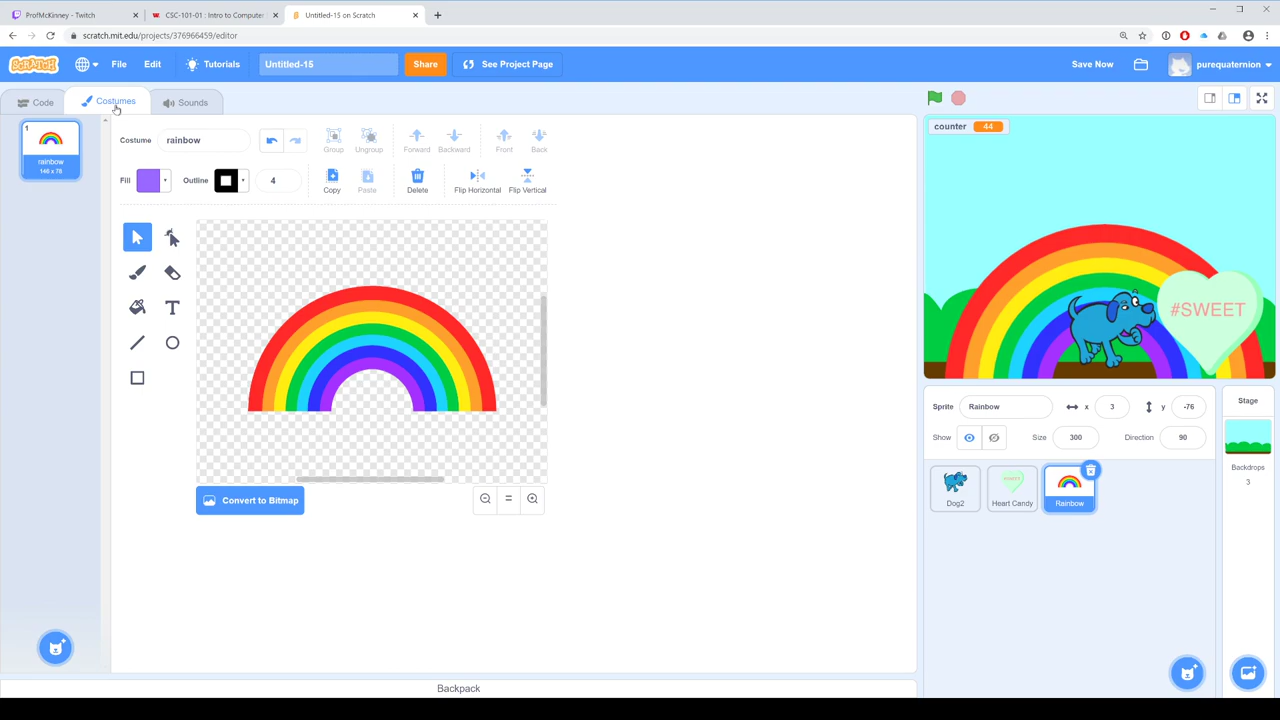 ProfMcKinney - Twitch
CSC-101-01 : Intro to Computer
Untitled-15 on Scratch
scratch.mit.edu/projects/376966459/editor
SCRATCH
File
Edit
Tutorials
Untitled-15
Share
See Project Page
Save Now
purequaternion
Code
Costumes
Sounds
1
rainbow
146 x 78
Costume
rainbow
Group
Ungroup
Forward
Backward
Front
Back
Fill
Outline
4
Copy
Paste
Delete
Flip Horizontal
Flip Vertical
T
Convert to Bitmap
Backpack
counter 44
#SWEET
Sprite
Rainbow
x
3
y
-76
Show
Size
300
Direction
90
Dog2
Heart Candy
Rainbow
Stage
Backdrops
3